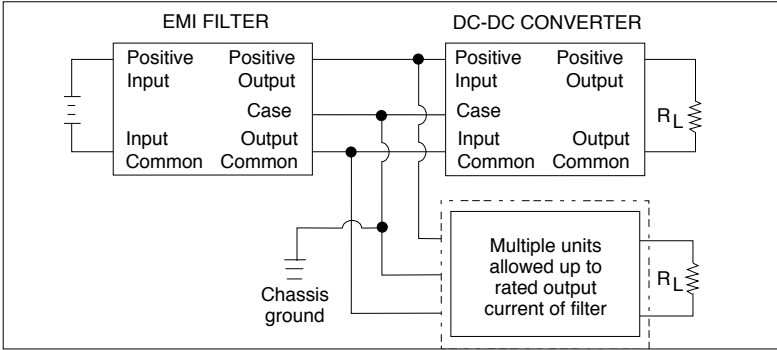 EMI FILTER
DC-DC CONVERTER
Positive Input
Positive Output
Case
Input Common
Output Common
Positive Input
Positive Output
Case
Input Common
Output Common
RL
Chassis
ground
Multiple units
allowed up to
rated output
current of filter
RL